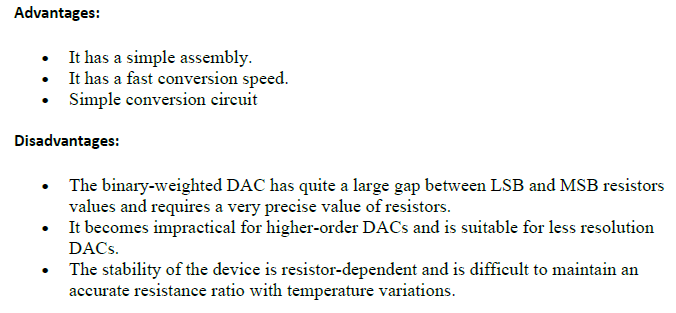 Advantages:
• It has a simple assembly.
• It has a fast conversion speed.
• Simple conversion circuit
Disadvantages:
• The binary-weighted DAC has quite a large gap between LSB and MSB resistors
values and requires a very precise value of resistors.
• It becomes impractical for higher-order DACs and is suitable for less resolution
DACs.
• The stability of the device is resistor-dependent and is difficult to maintain an
accurate resistance ratio with temperature variations.